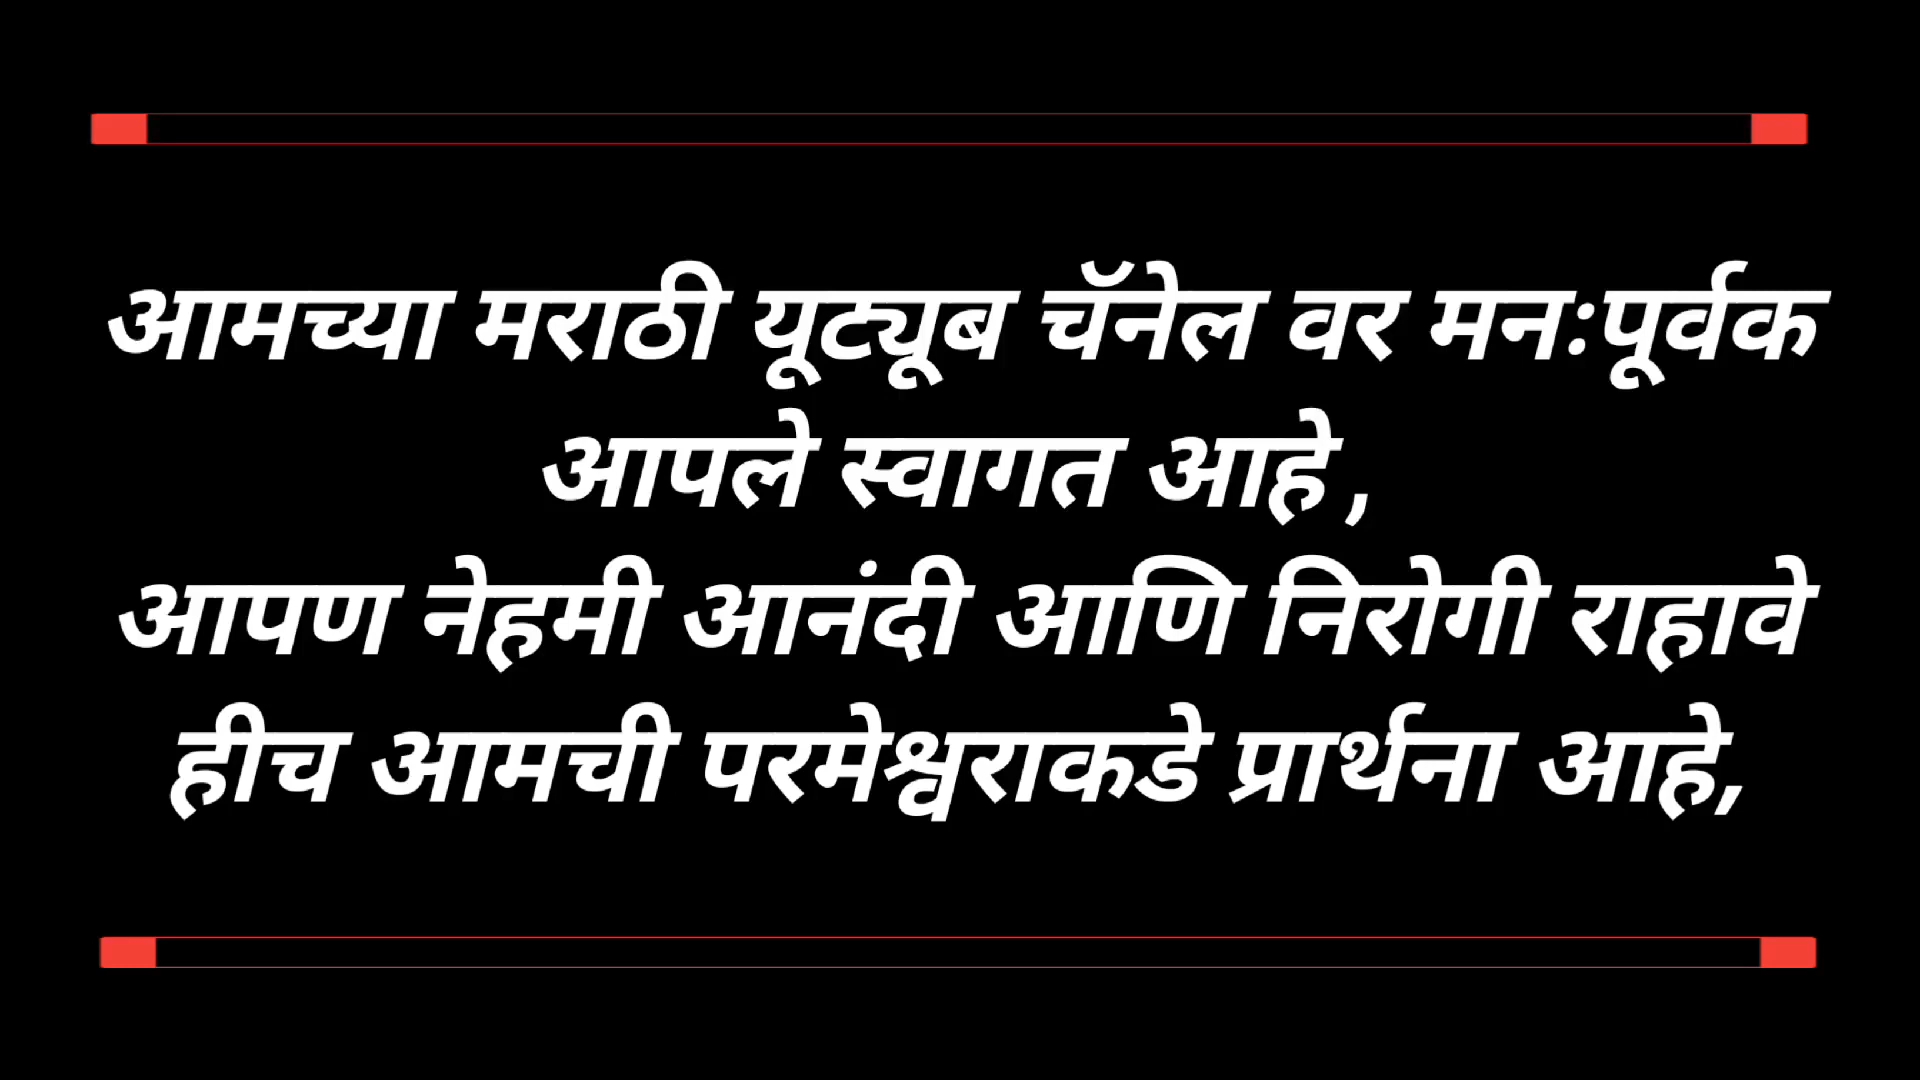 आमच्या मराठी यूट्यूब चॅनेल वर मनःपूर्वक
आपले स्वागत आहे ,
आपण नेहमी आनंदी आणि निरोगी राहावे
हीच आमची परमेश्वराकडे प्रार्थना आहे,